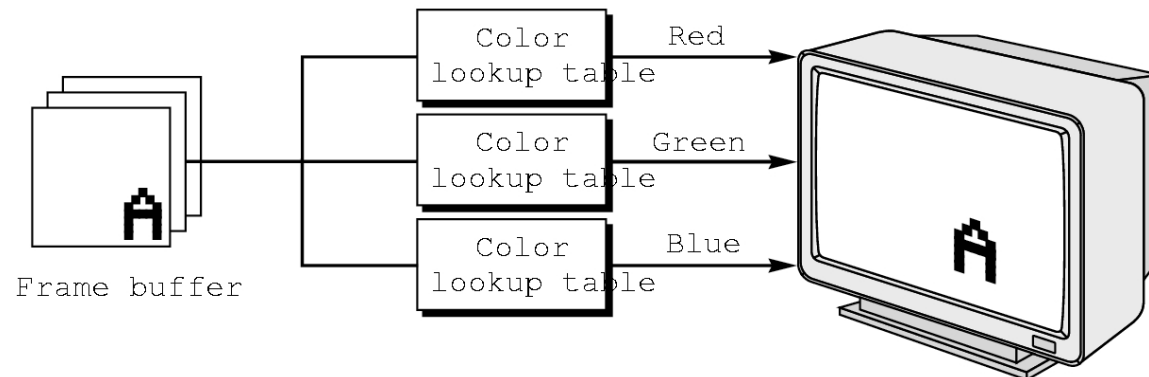 Color
lookup table
Red
Color
lookup table
Green
Color
lookup table
Blue
A
Frame buffer
A